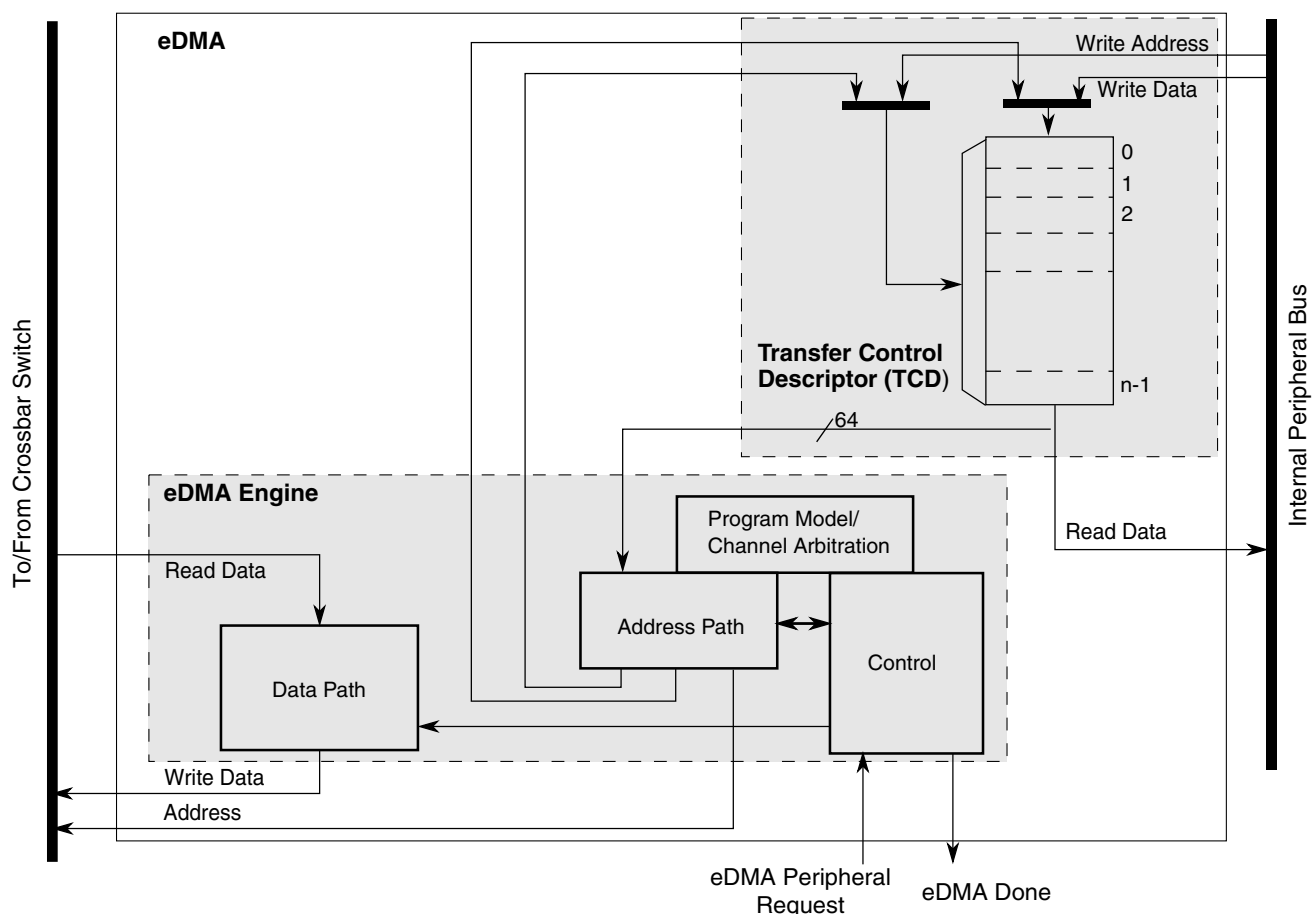 eDMA
Write Address
Write Data
0
1
2
n-1
Transfer Control
Descriptor (TCD)
64
To/From Crossbar Switch
Internal Peripheral Bus
eDMA Engine
Program Model/
Channel Arbitration
Read Data
Read Data
Address Path
Control
Data Path
Write Data
Address
eDMA Peripheral
Request
eDMA Done